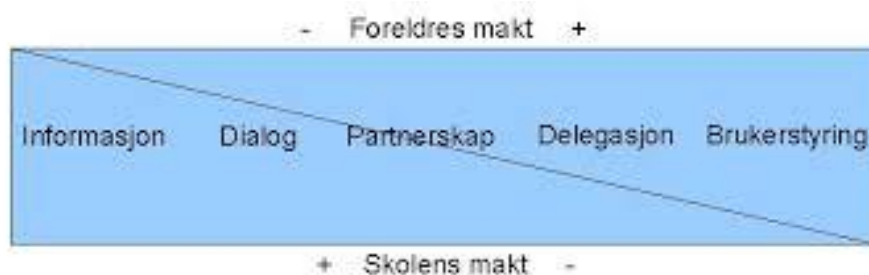 - Foreldres makt +
Informasjon Dialog Partnerskap Delegasjon Brukerstyring
+ Skolens makt -